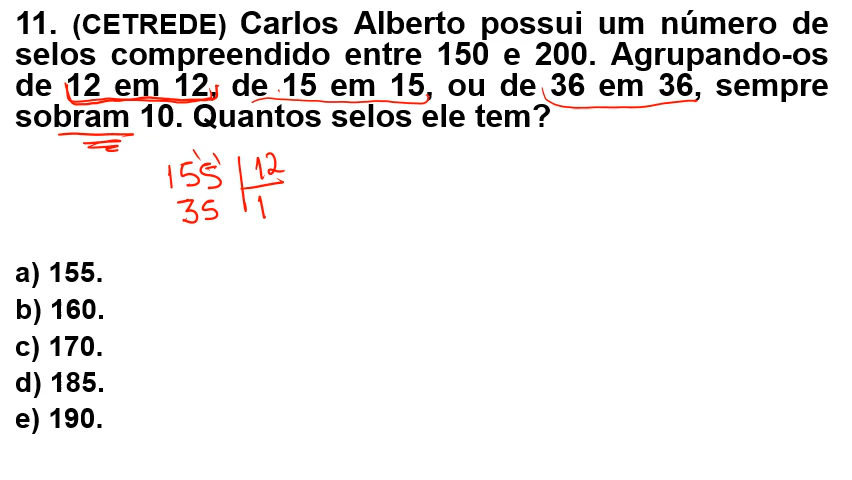 11. (CETREDE) Carlos Alberto possui um número de
selos compreendido entre 150 e 200. Agrupando-os
de 12 em 12, de 15 em 15, ou de 36 em 36, sempre
sobram 10. Quantos selos ele tem?
155 12
35 1
a) 155.
b) 160.
c) 170.
d) 185.
e) 190.